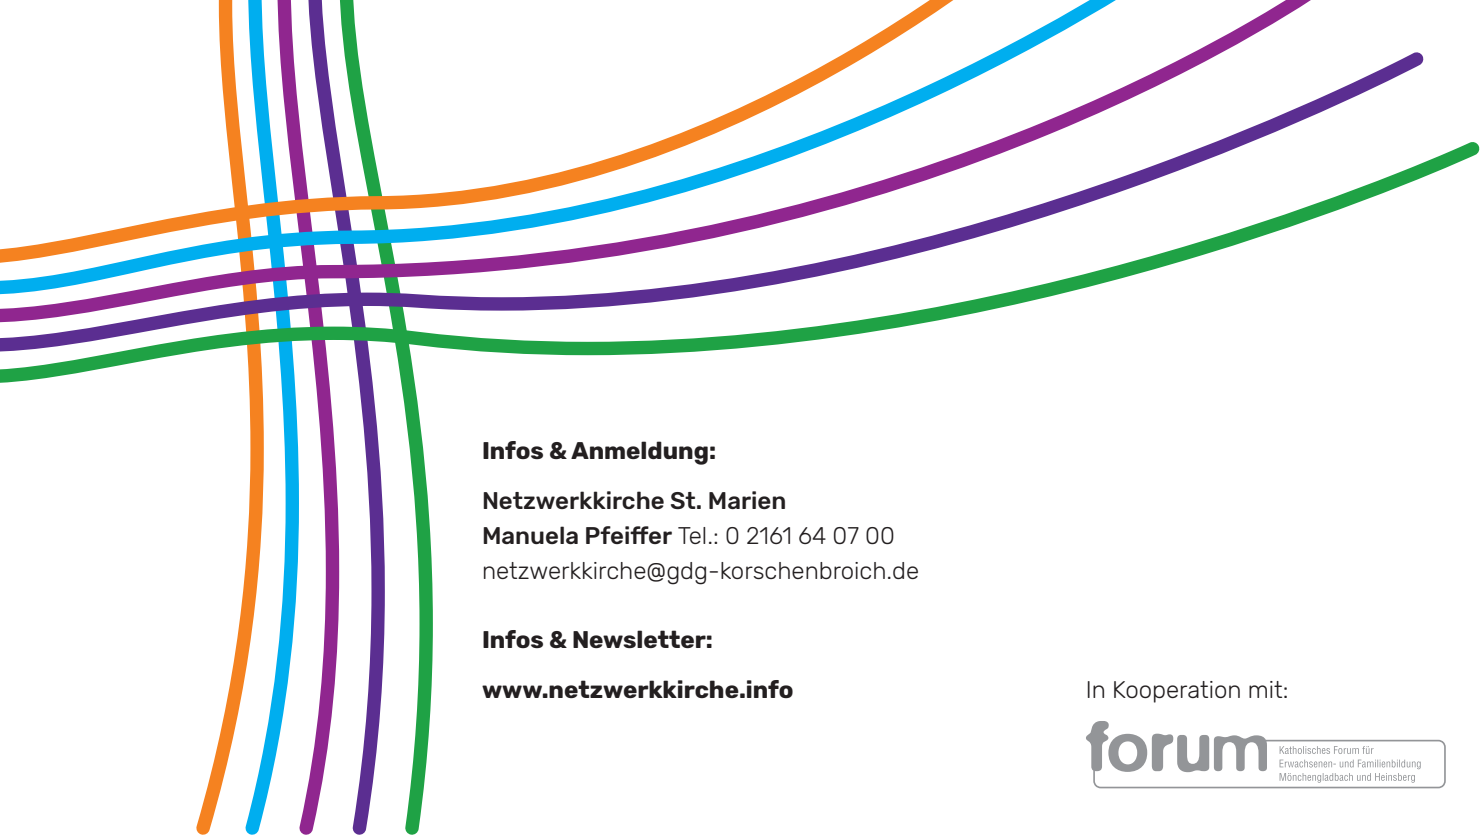 Infos & Anmeldung:
Netzwerkkirche St. Marien
Manuela Pfeiffer Tel.: 0 2161 64 07 00
netzwerkkirche@gdg-korschenbroich.de
Infos & Newsletter:
www.netzwerkkirche.info
In Kooperation mit:
forum
Katholisches Forum für
Erwachsenen- und Familienbildung
Mönchengladbach und Heinsberg